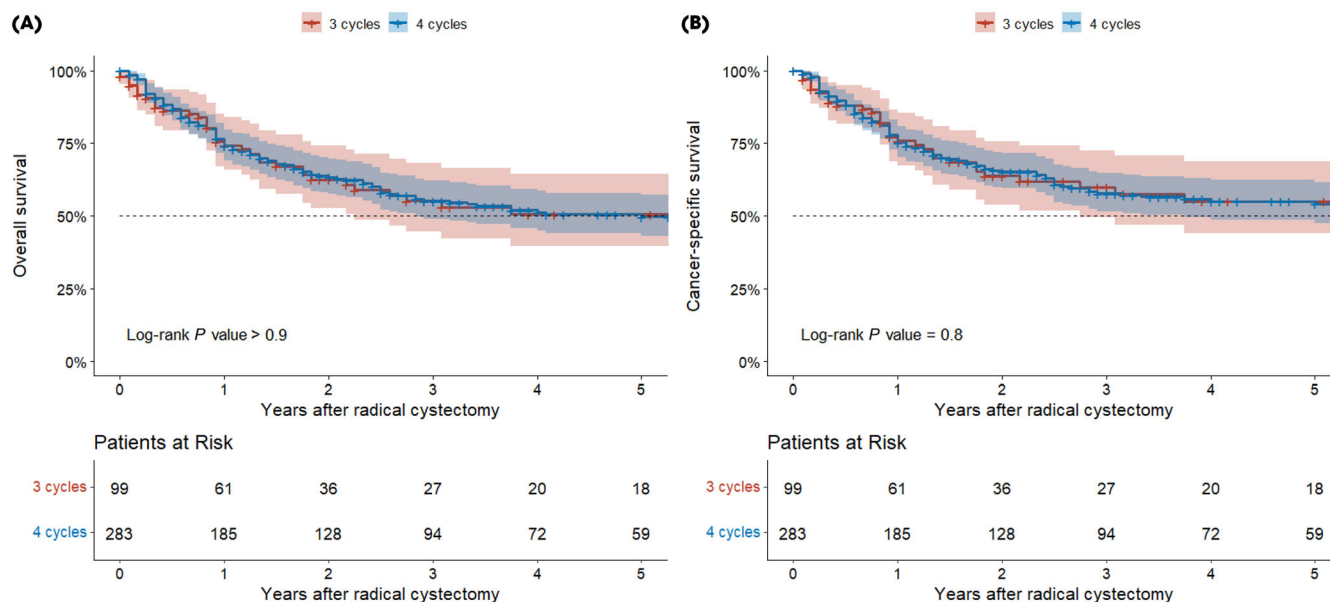 (A)
3 cycles 4 cycles
Overall survival
100%
75%
50%
25%
0%
Log-rank P value > 0.9
0 1 2 3 4 5
Years after radical cystectomy
Patients at Risk
3 cycles 99 61 36 27 20 18
4 cycles 283 185 128 94 72 59
0 1 2 3 4 5
Years after radical cystectomy
(B)
3 cycles 4 cycles
Cancer-specific survival
100%
75%
50%
25%
0%
Log-rank P value = 0.8
0 1 2 3 4 5
Years after radical cystectomy
Patients at Risk
3 cycles 99 61 36 27 20 18
4 cycles 283 185 128 94 72 59
0 1 2 3 4 5
Years after radical cystectomy